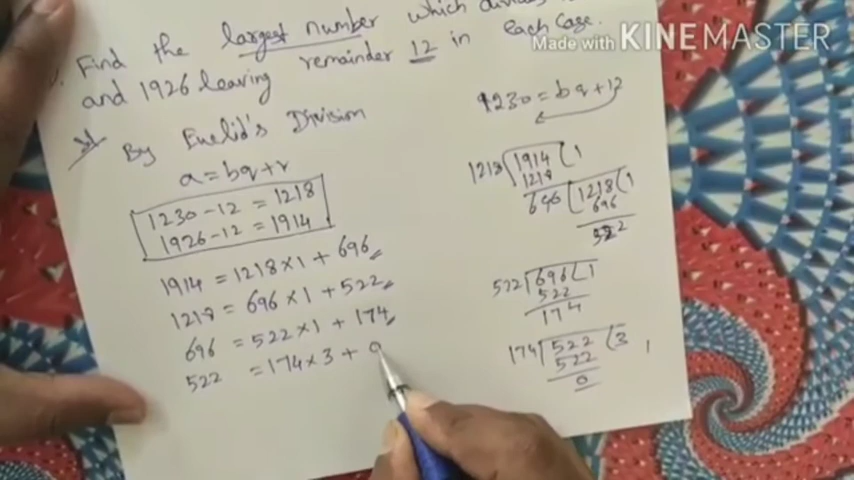 Find the largest number which divides
and 1926 leaving remainder 12 in each case.
Made with KINEMASTER
By Euclid's Division
a = bq + r
1230 - 12 = 1218
1926 - 12 = 1914
1914 = 1218 × 1 + 696
1218 = 696 × 1 + 522
696 = 522 × 1 + 174
522 = 174 × 3 + 0
1230 = bq + 12
1218 1914 1
1218
696 1218 1
696
522
522 696 1
522
174
174 522 3
522
0